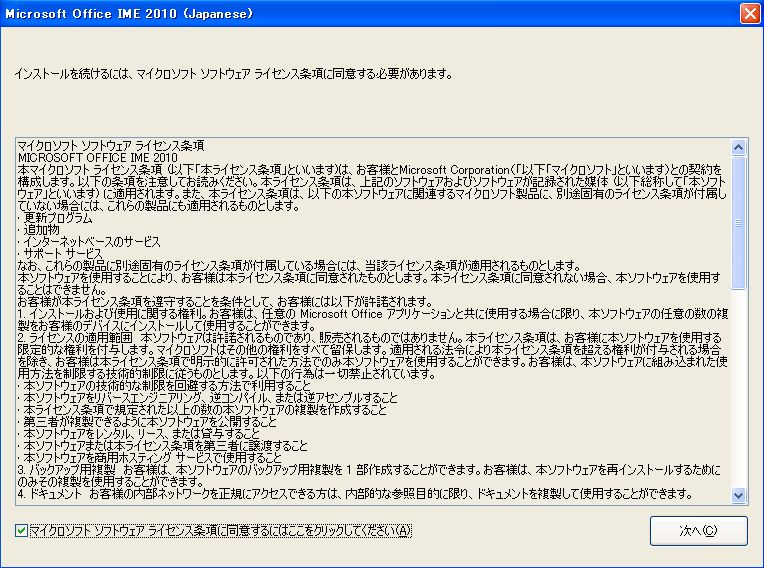 Microsoft Office IME 2010 (Japanese)
インストールを続けるには、マイクロソフト ソフトウェア ライセンス条項に同意する必要があります。
マイクロソフト ソフトウェア ライセンス条項
MICROSOFT OFFICE IME 2010
本マイクロソフト ライセンス条項 (以下「本ライセンス条項」といいます)は、お客様とMicrosoft Corporation(「以下「マイクロソフト」といいます)との契約を
構成します。以下の条項を注意してお読みください。本ライセンス条項は、上記のソフトウェアおよびソフトウェアが記録された媒体 (以下総称して「本ソフト
ウェア」といいます) に適用されます。また、本ライセンス条項は、以下の本ソフトウェアに関連するマイクロソフト製品に、別途固有のライセンス条項が付属し
ていない場合には、これらの製品にも適用されるものとします。
・更新プログラム
・追加物
・インターネットベースのサービス
・サポート サービス
なお、これらの製品に別途固有のライセンス条項が付属している場合には、当該ライセンス条項が適用されるものとします。
本ソフトウェアを使用することにより、お客様は本ライセンス条項に同意されたものとします。本ライセンス条項に同意されない場合、本ソフトウェアを使用す
ることはできません。
お客様が本ライセンス条項を遵守することを条件として、お客様には以下が許諾されます。
1. インストールおよび使用に関する権利。お客様は、任意の Microsoft Office アプリケーションと共に使用する場合に限り、本ソフトウェアの任意の数の複
製をお客様のデバイスにインストールして使用することができます。
2. ライセンスの適用範囲　本ソフトウェアは許諾されるものであり、販売されるものではありません。本ライセンス条項は、お客様に本ソフトウェアを使用する
限定的な権利を付与します。マイクロソフトはその他の権利をすべて留保します。適用される法令により本ライセンス条項を超える権利が付与される場合
を除き、お客様は本ライセンス条項で明示的に許可された方法でのみ本ソフトウェアを使用することができます。お客様は、本ソフトウェアに組み込まれた使
用方法を制限する技術的制限に従うものとします。以下の行為は一切禁止されています。
・本ソフトウェアの技術的な制限を回避する方法で利用すること
・本ソフトウェアをリバースエンジニアリング、逆コンパイル、または逆アセンブルすること
・本ライセンス条項で規定された以上の数の本ソフトウェアの複製を作成すること
・第三者が複製できるように本ソフトウェアを公開すること
・本ソフトウェアをレンタル、リース、または貸与すること
・本ソフトウェアまたは本ライセンス条項を第三者に譲渡すること
・本ソフトウェアを商用ホスティング サービスで使用すること
3. バックアップ用複製　お客様は、本ソフトウェアのバックアップ用複製を 1 部作成することができます。お客様は、本ソフトウェアを再インストールするために
のみその複製を使用できます。
4. ドキュメント　お客様の内部ネットワークを正規にアクセスできる方は、内部的な参照目的に限り、ドキュメントを複製して使用することができます。
マイクロソフト ソフトウェア ライセンス条項に同意するにはここをクリックしてください(A)
次へ(C)